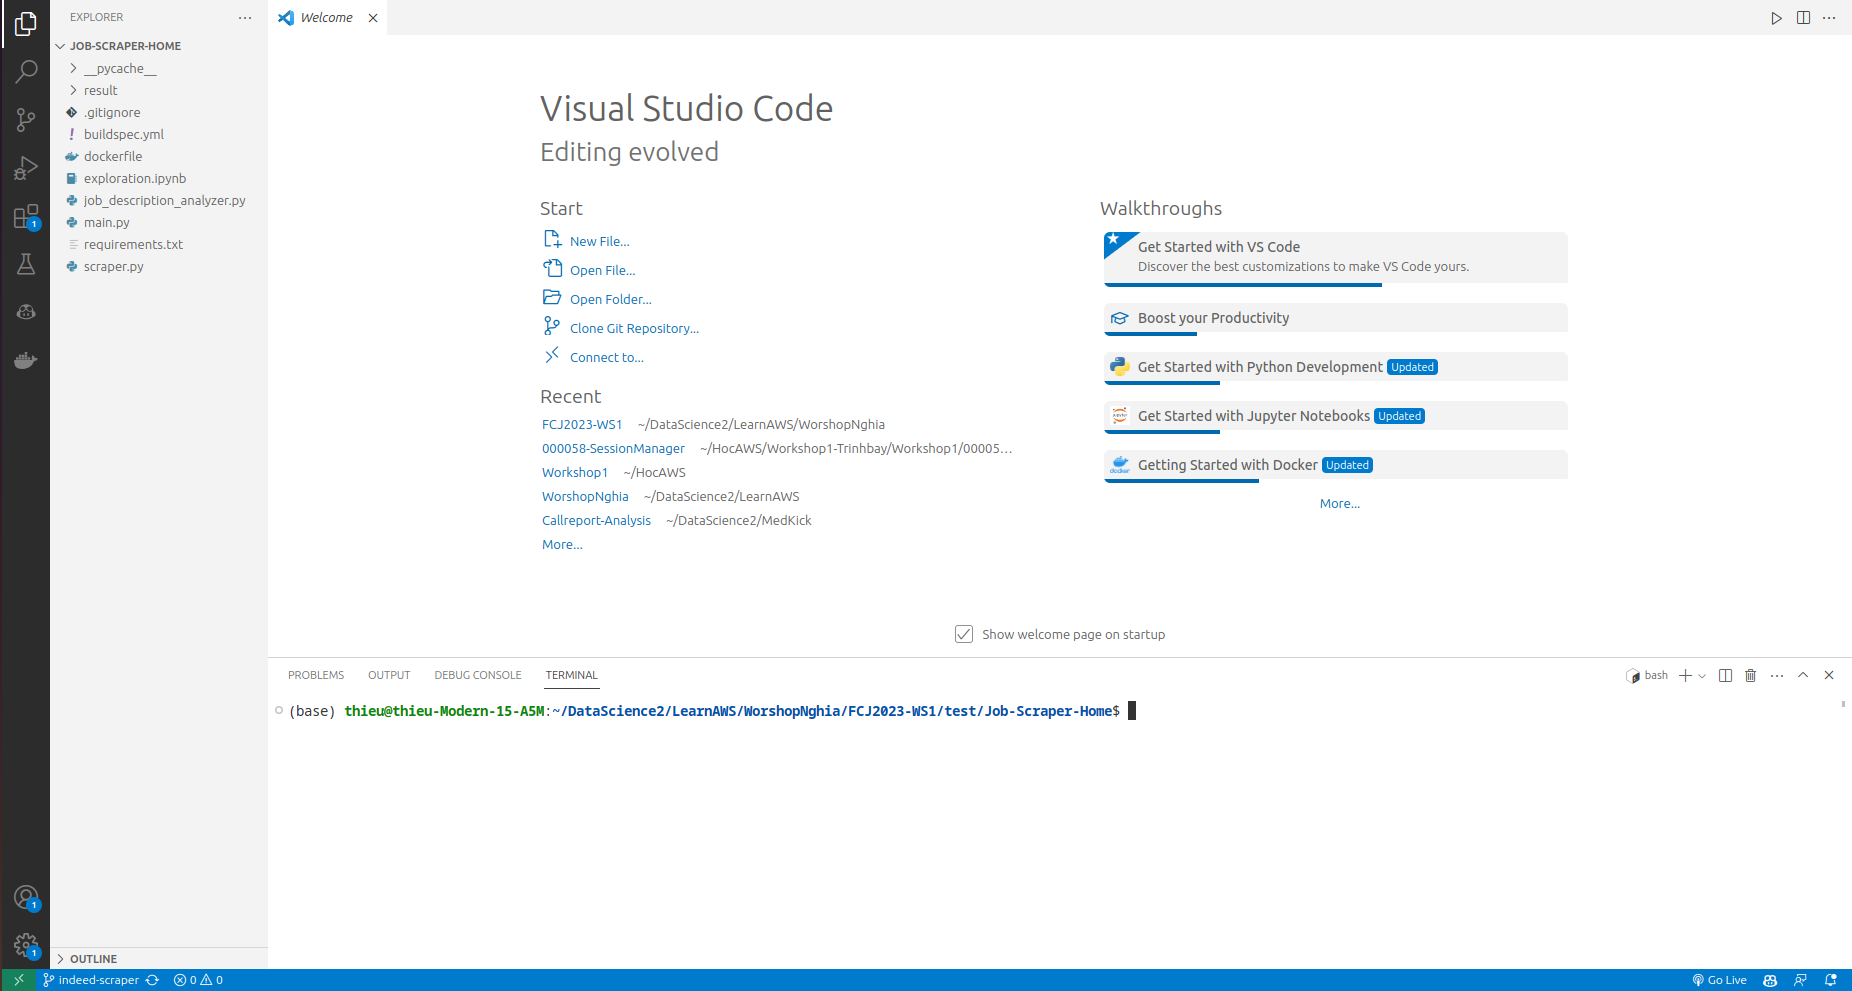 EXPLORER
JOB-SCRAPER-HOME
__pycache__
result
.gitignore
buildspec.yml
dockerfile
exploration.ipynb
job_description_analyzer.py
main.py
requirements.txt
scraper.py
OUTLINE
Welcome
Visual Studio Code
Editing evolved
Start
New File...
Open File...
Open Folder...
Clone Git Repository...
Connect to...
Recent
FCJ2023-WS1 ~/DataScience2/LearnAWS/WorshopNghia
000058-SessionManager ~/HocAWS/Workshop1-Trinhbay/Workshop1/00005...
Workshop1 ~/HocAWS
WorshopNghia ~/DataScience2/LearnAWS
Callreport-Analysis ~/DataScience2/MedKick
More...
Walkthroughs
Get Started with VS Code
Discover the best customizations to make VS Code yours.
Boost your Productivity
Get Started with Python Development Updated
Get Started with Jupyter Notebooks Updated
Getting Started with Docker Updated
More...
Show welcome page on startup
PROBLEMS OUTPUT DEBUG CONSOLE TERMINAL
bash
(base) thieu@thieu-Modern-15-A5M:~/DataScience2/LearnAWS/WorshopNghia/FCJ2023-WS1/test/Job-Scraper-Home$
1
1
1
indeed-scraper 0 0 Go Live